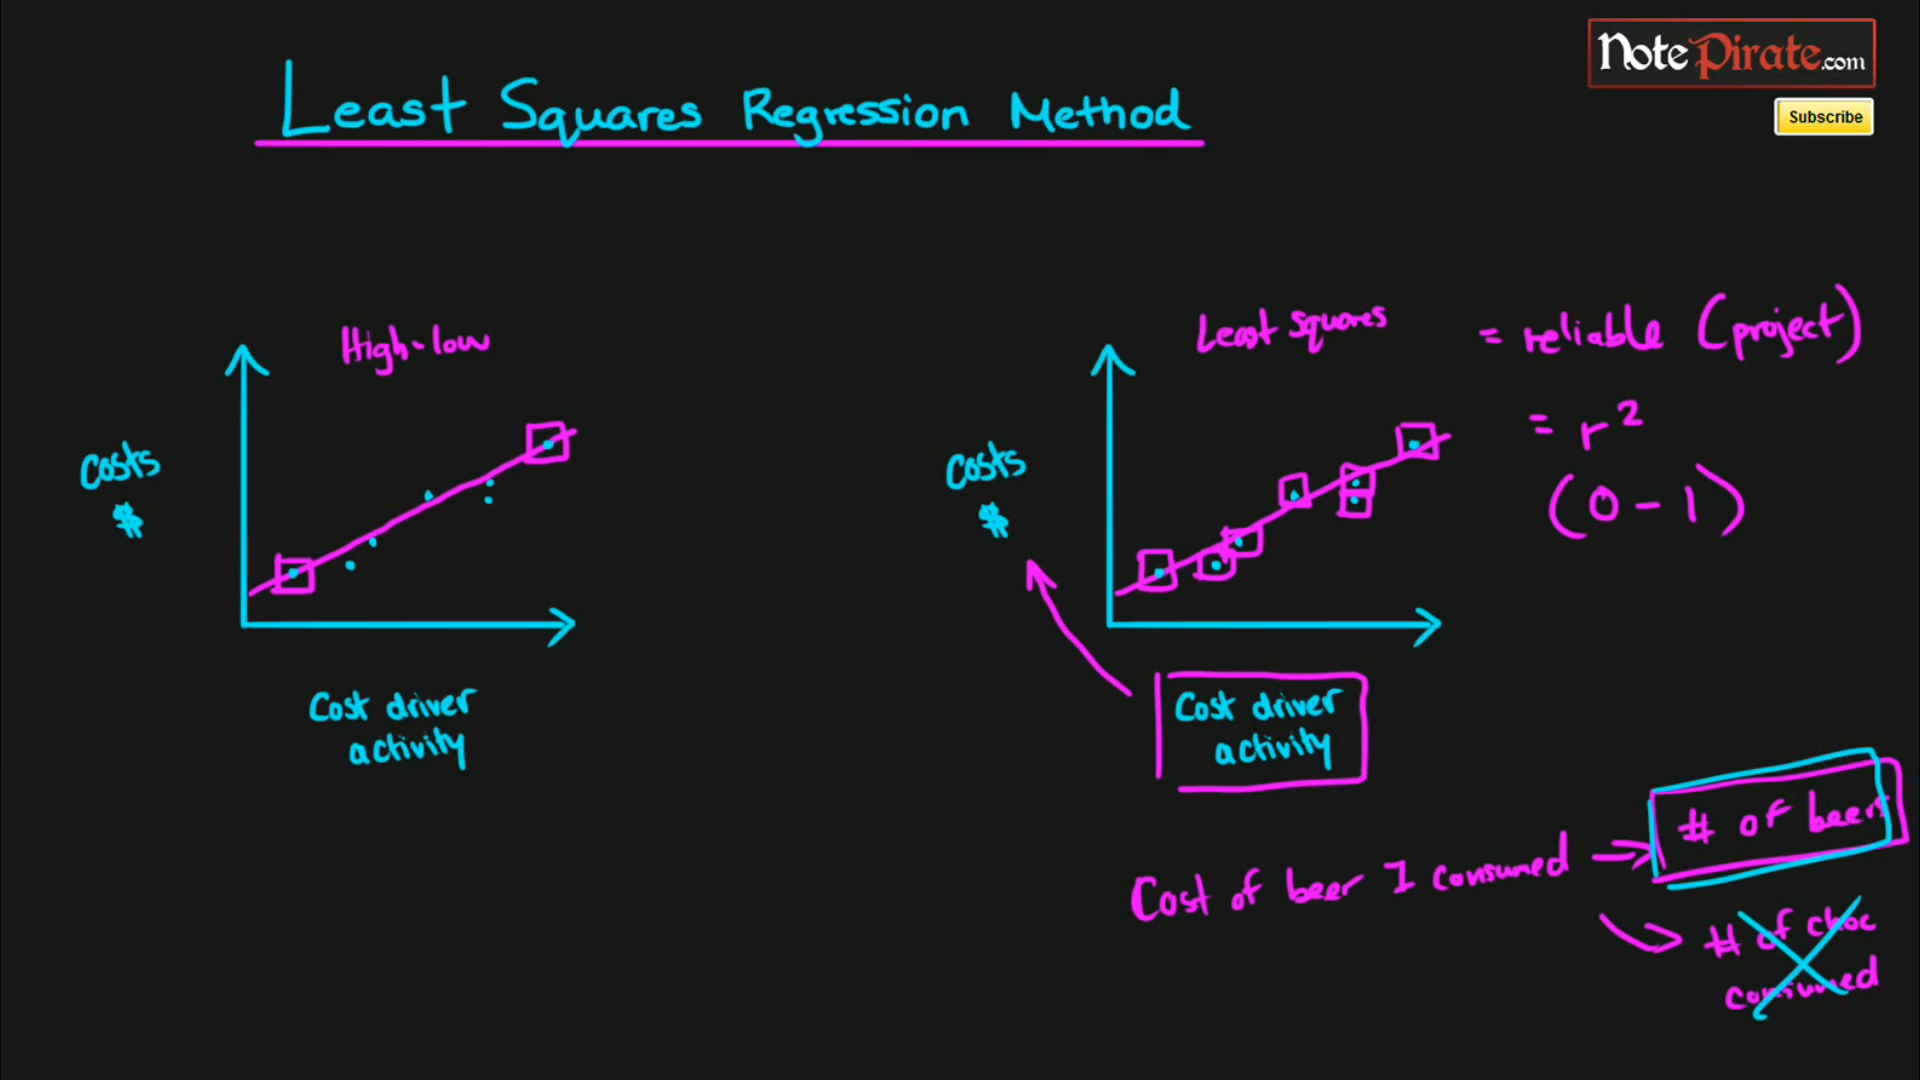 NotePirate.com
Subscribe
Least Squares Regression Method
High-low
Costs
$
Cost driver
activity
Least squares
= reliable (project)
= r²
(0 - 1)
Costs
$
Cost driver
activity
Cost of beer I consumed
# of beers
# of choc
consumed